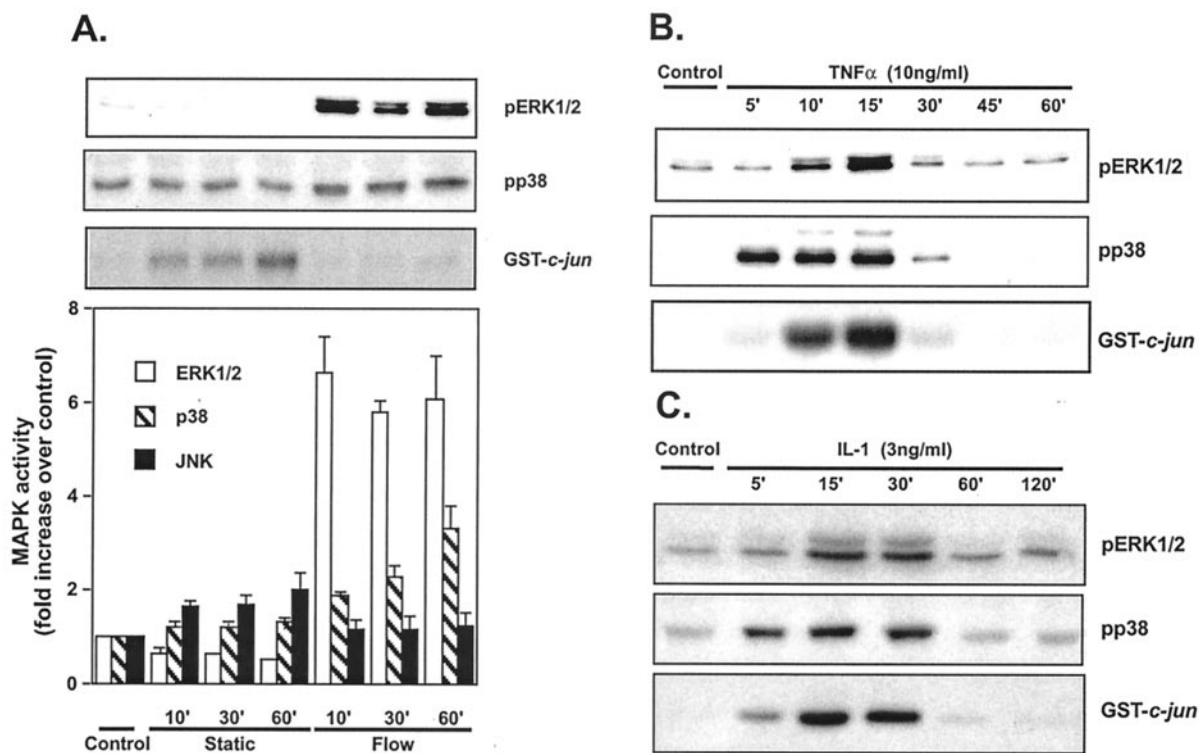 A.
pERK1/2
pp38
GST-c-jun
MAPK activity
(fold increase over control)
8
6
4
2
0
ERK1/2
p38
JNK
10' 30' 60' 10' 30' 60'
Control Static Flow
B.
Control TNFα (10ng/ml)
5' 10' 15' 30' 45' 60'
pERK1/2
pp38
GST-c-jun
C.
Control IL-1 (3ng/ml)
5' 15' 30' 60' 120'
pERK1/2
pp38
GST-c-jun